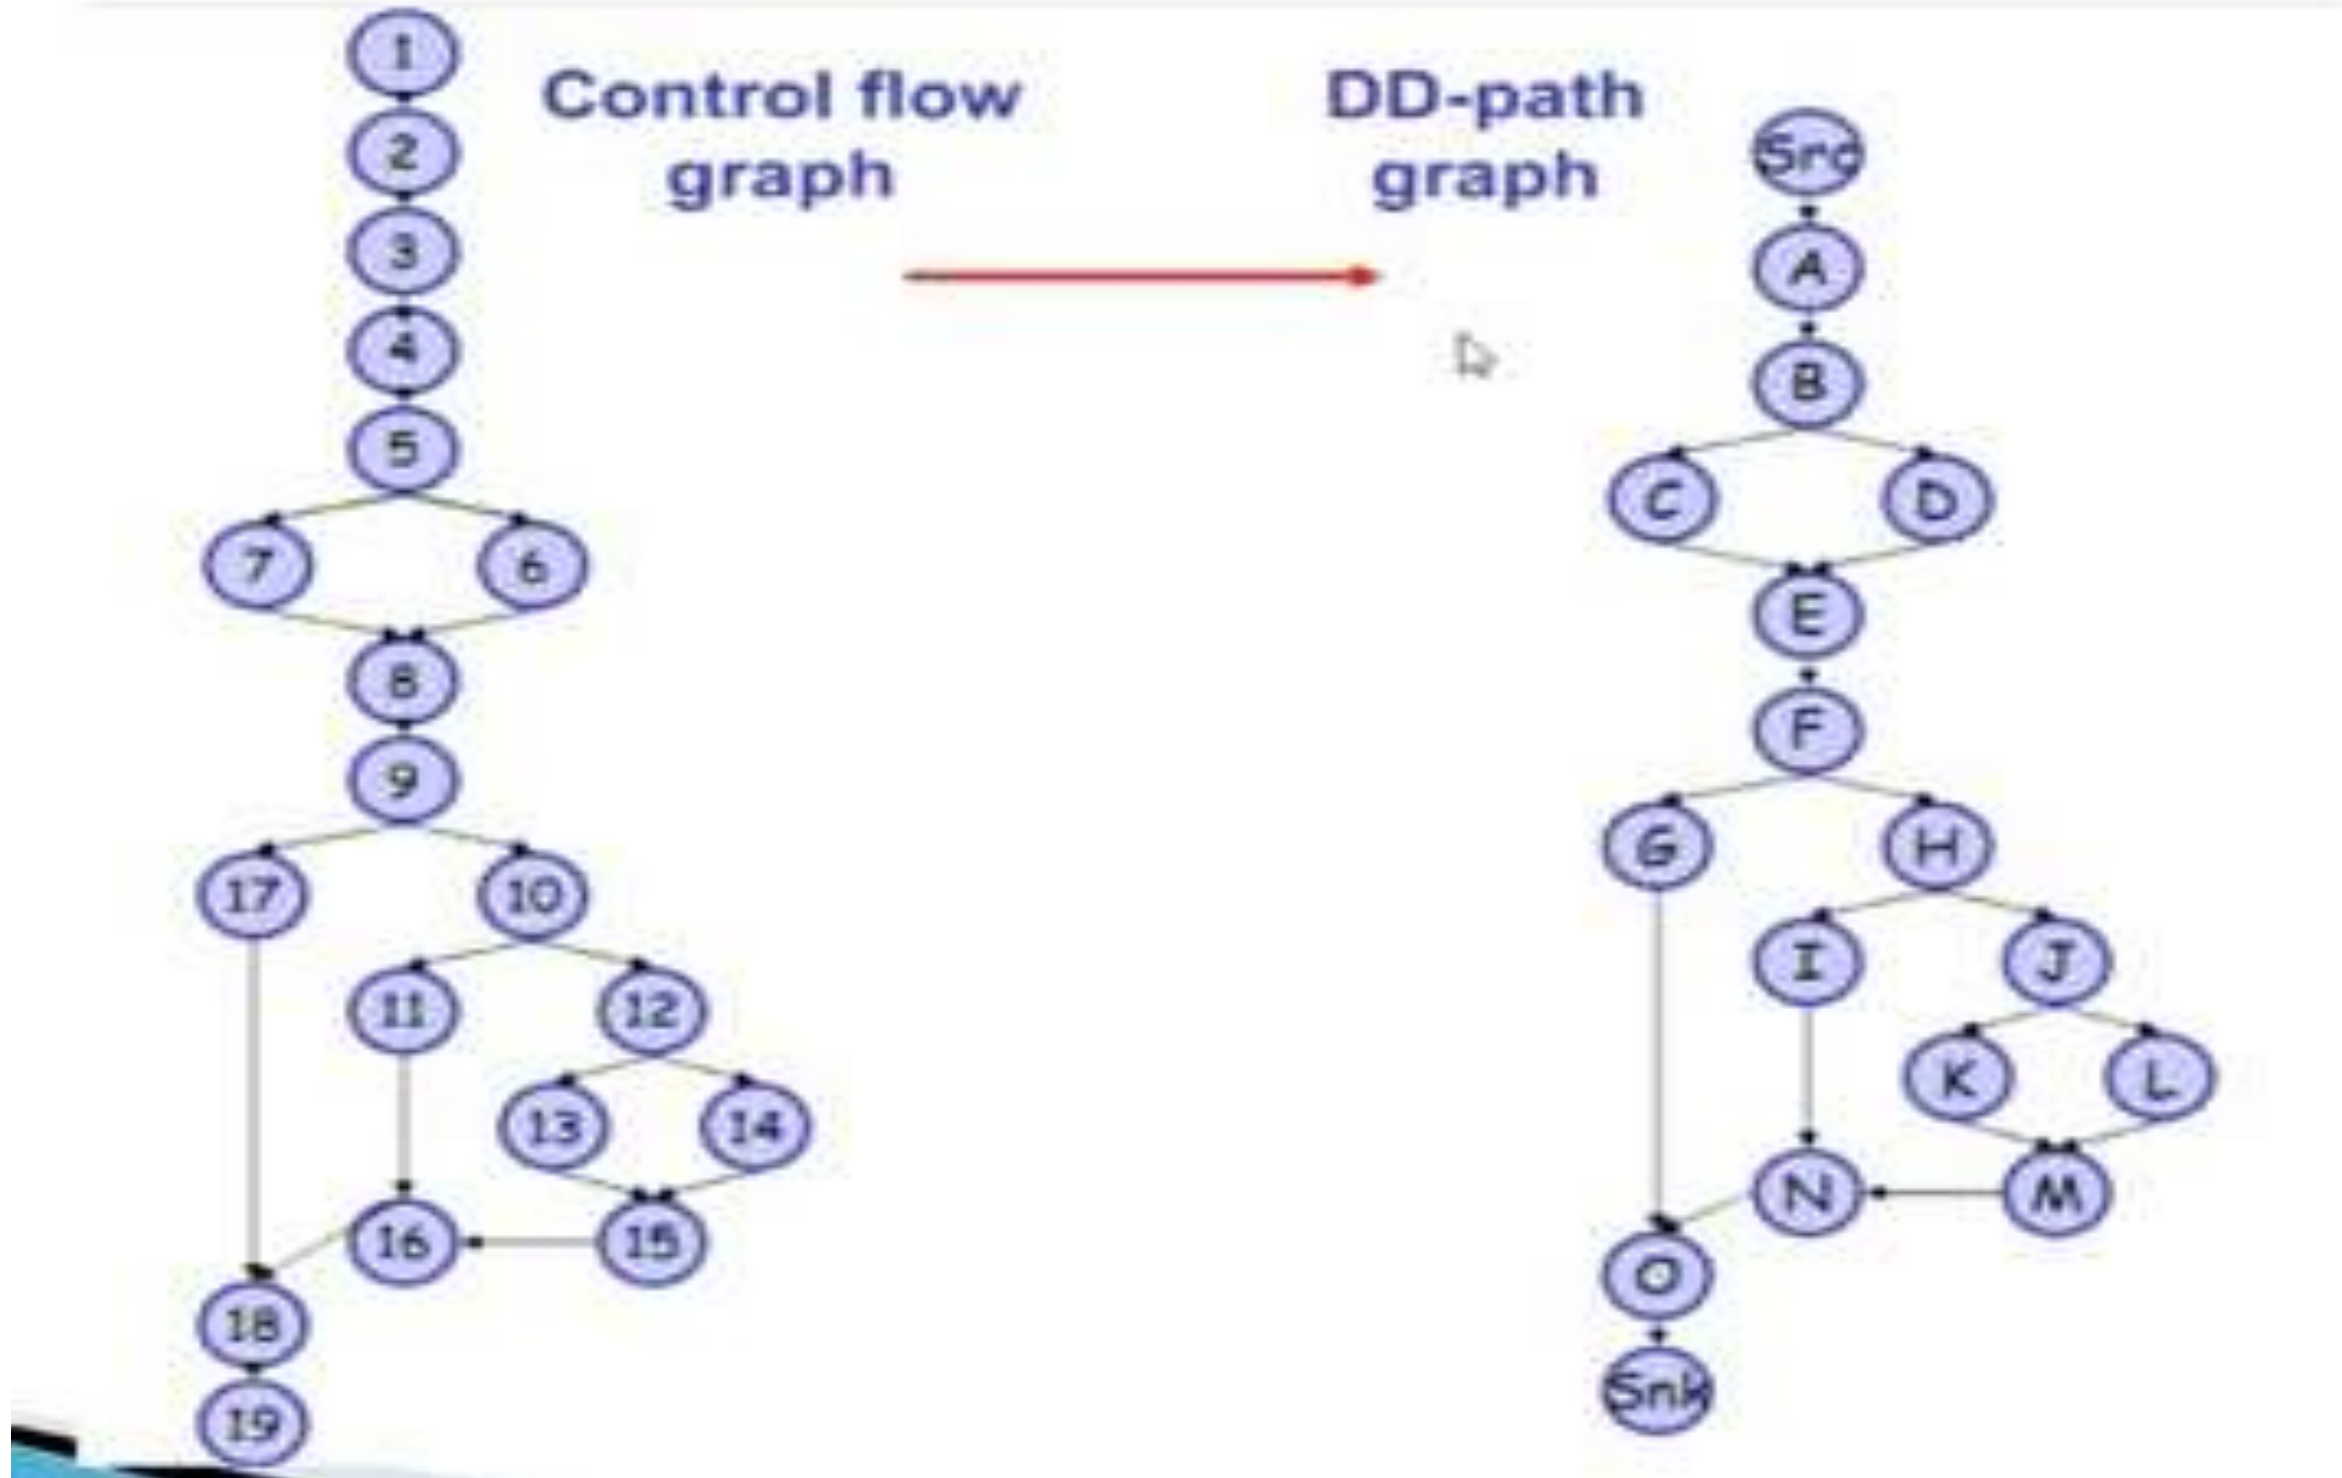 Control flow
graph
DD-path
graph
1
2
3
4
5
7 6
8
9
17 10
11 12
13 14
16 15
18
19
Src
A
B
C D
E
F
G H
I J
K L
N M
O
Snk